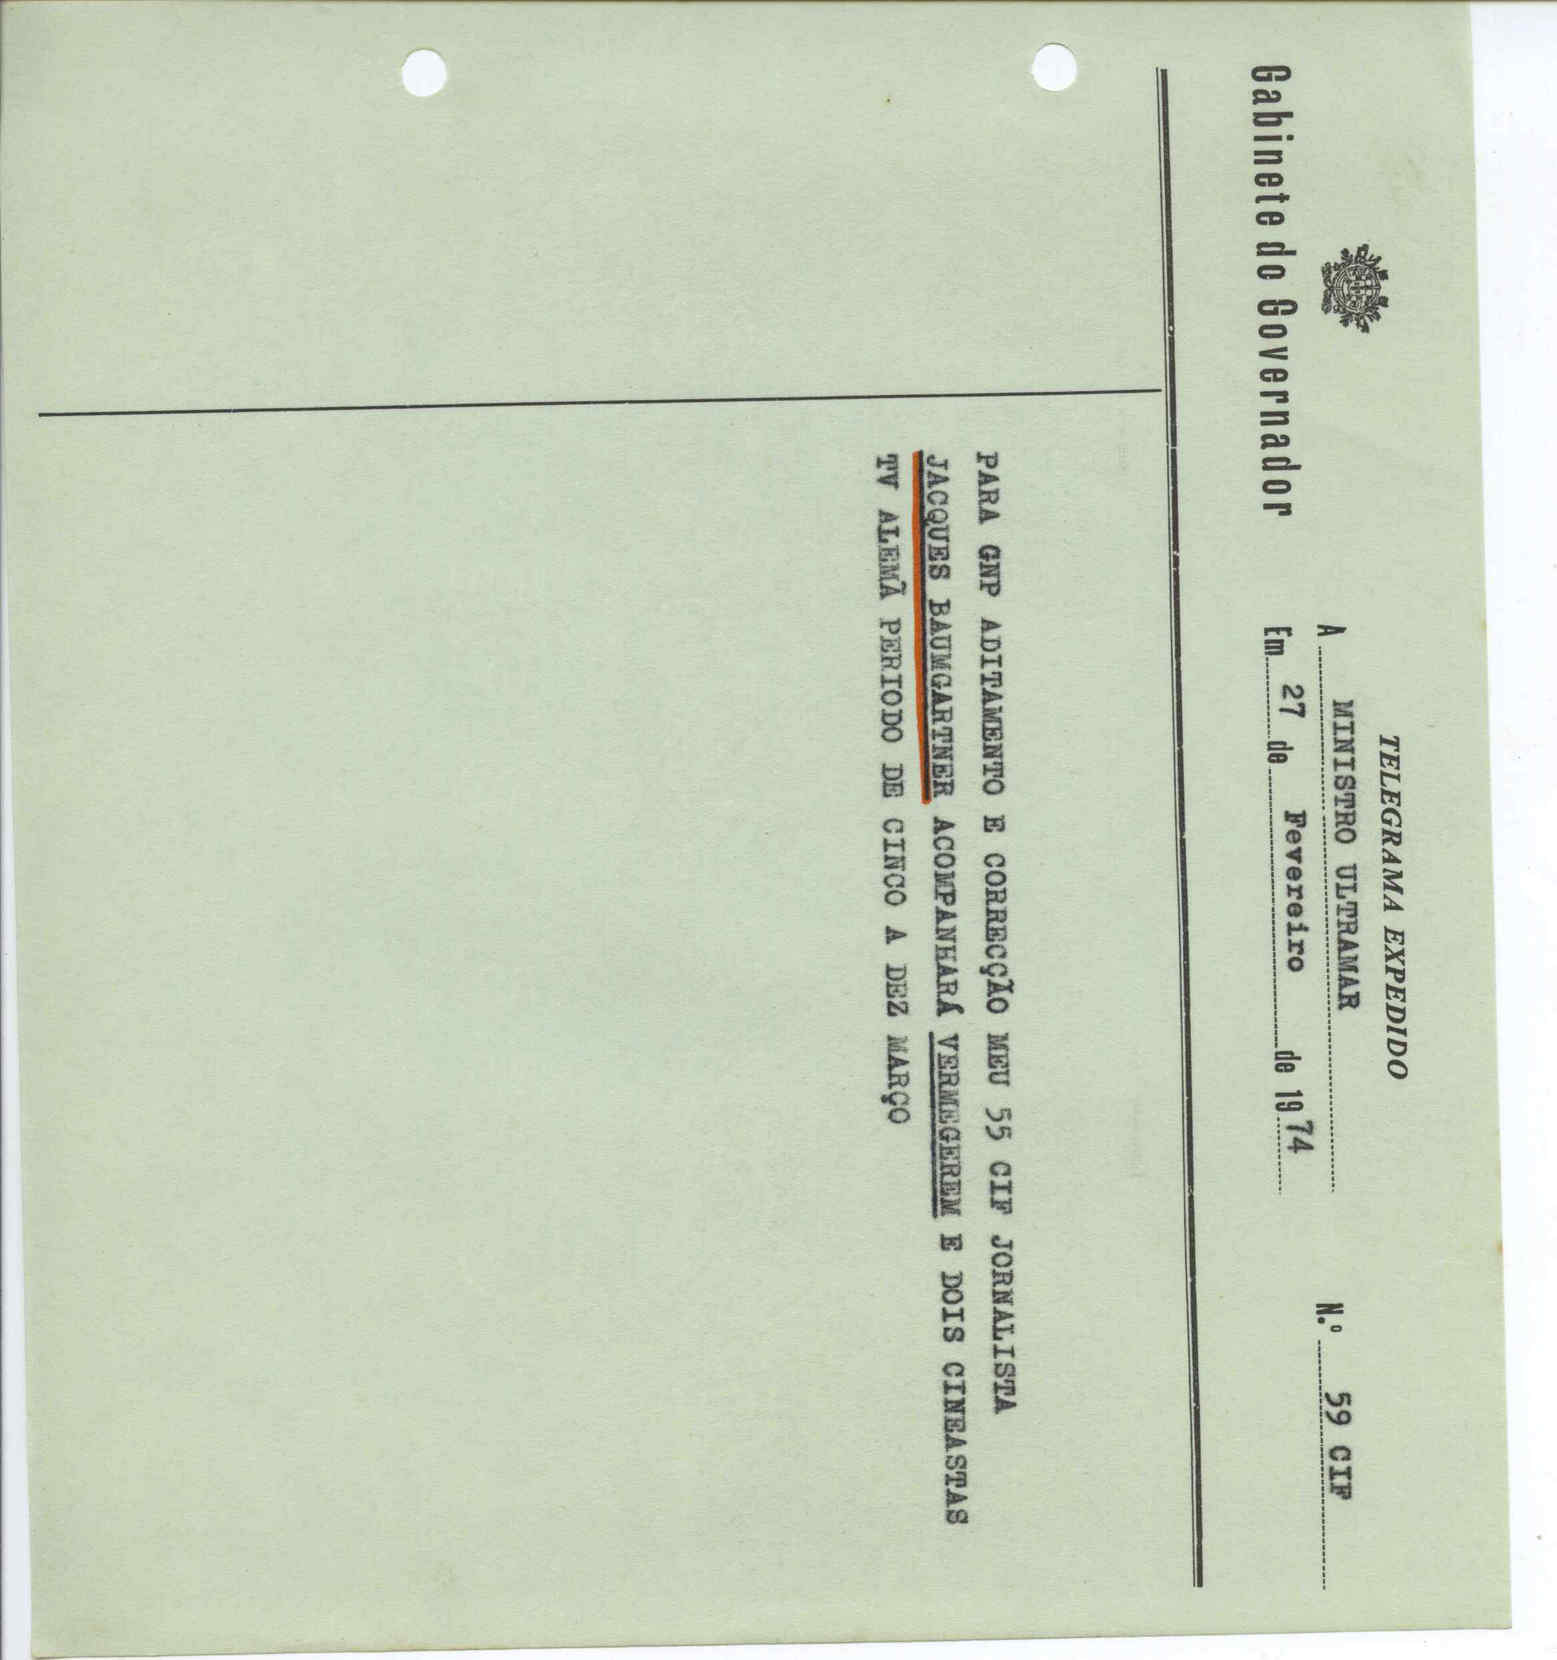 TELEGRAMA EXPEDIDO
Gabinete do Governador
A MINISTRO ULTRAMAR
N.º 59 CIF
Em 27 de Fevereiro de 1974
PARA GNP ADITAMENTO E CORRECÇÃO MEU 55 CIF JORNALISTA
JACQUES BAUMGARTNER ACOMPANHARÁ VERMEGEREM E DOIS CINEASTAS
TV ALEMÃ PERIODO DE CINCO A DEZ MARÇO